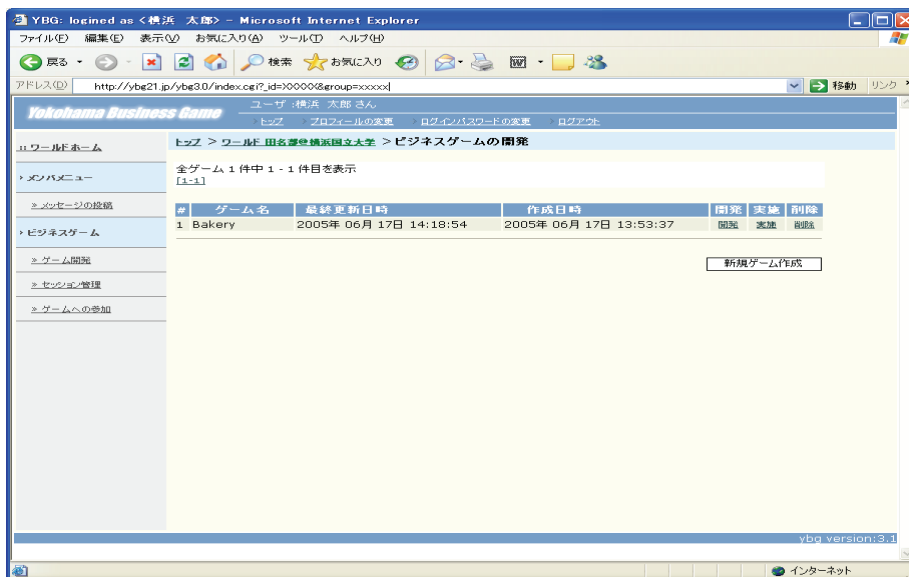 YBG: logined as <横浜 太郎> - Microsoft Internet Explorer
ファイル(F) 編集(E) 表示(V) お気に入り(A) ツール(T) ヘルプ(H)
戻る 検索 お気に入り
アドレス(D) http://ybg21.jp/ybg3.0/index.cgi?_id=XXXXX&group=xxxxx 移動 リンク »
Yokohama Business Game
ユーザ :横浜 太郎 さん
トップ プロフィールの変更 ログインパスワードの変更 ログアウト
:: ワールドホーム
トップ > ワールド 田名部@横浜国立大学 > ビジネスゲームの開発
全ゲーム 1 件中 1 - 1 件目を表示
[1-1]
› メンバメニュー
» メッセージの投稿
› ビジネスゲーム
» ゲーム開発
» セッション管理
» ゲームへの参加
# ゲーム名 最終更新日時 作成日時 開発 実施 削除
1 Bakery 2005年 06月 17日 14:18:54 2005年 06月 17日 13:53:37 開発 実施 削除
新規ゲーム作成
ybg version:3.1
インターネット